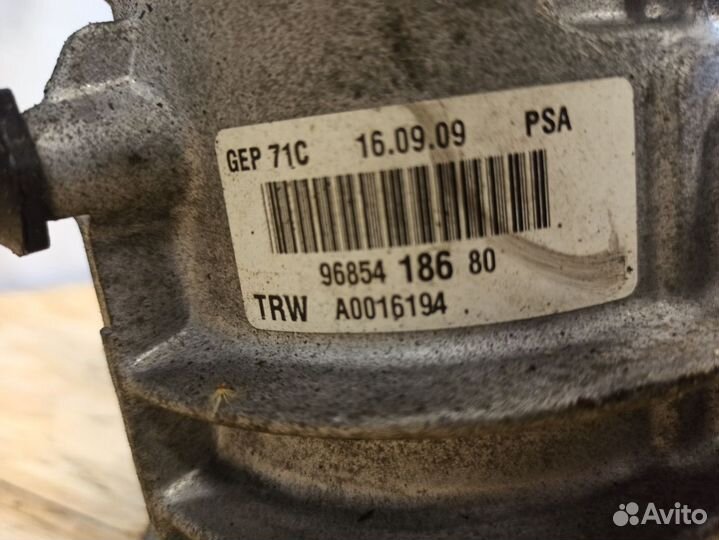 GEP 71C 16.09.09 PSA
96854 186 80
TRW A0016194
Avito